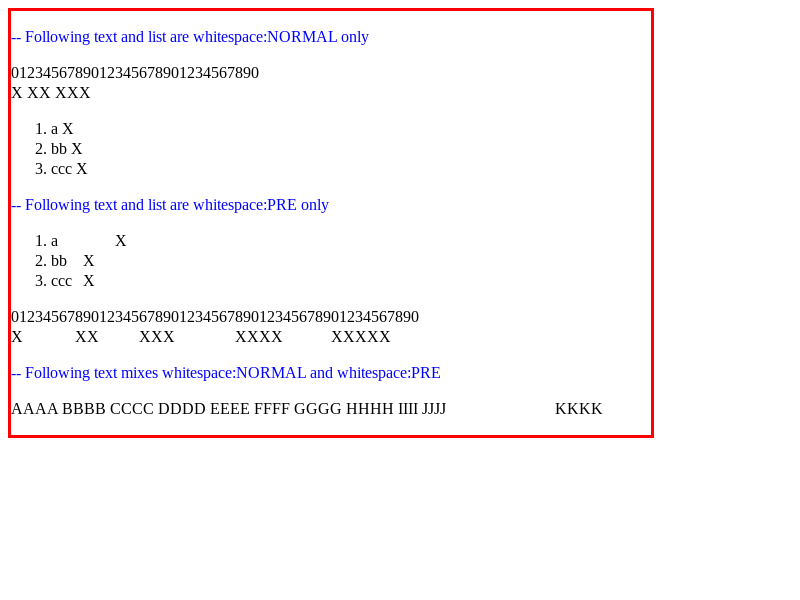 -- Following text and list are whitespace:NORMAL only
0123456789012345678901234567890
X XX XXX
1. a X
2. bb X
3. ccc X
-- Following text and list are whitespace:PRE only
1. a              X
2. bb    X
3. ccc   X
012345678901234567890123456789012345678901234567890
X              XX          XXX               XXXX            XXXXX
-- Following text mixes whitespace:NORMAL and whitespace:PRE
AAAA BBBB CCCC DDDD EEEE FFFF GGGG HHHH IIII JJJJ                           KKKK